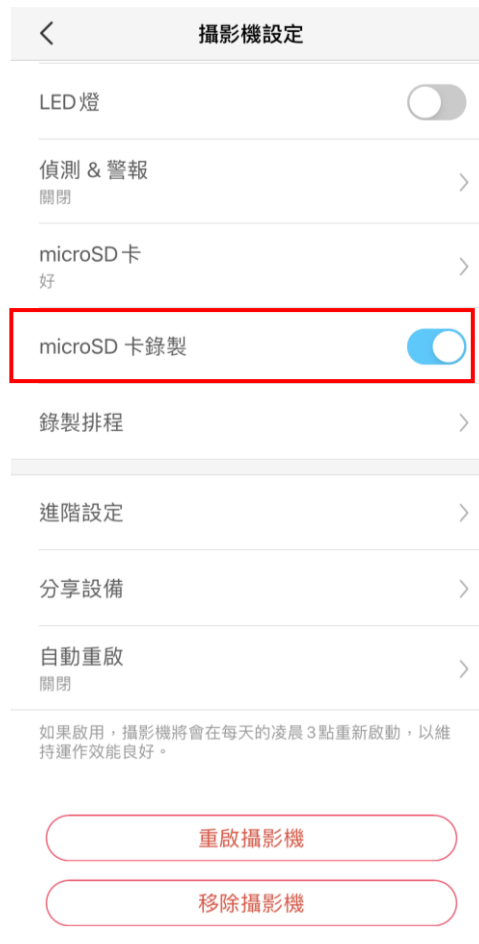 攝影機設定
LED燈
偵測 & 警報
關閉
microSD卡
好
microSD 卡錄製
錄製排程
進階設定
分享設備
自動重啟
關閉
如果啟用，攝影機將會在每天的凌晨3點重新啟動，以維
持運作效能良好。
重啟攝影機
移除攝影機